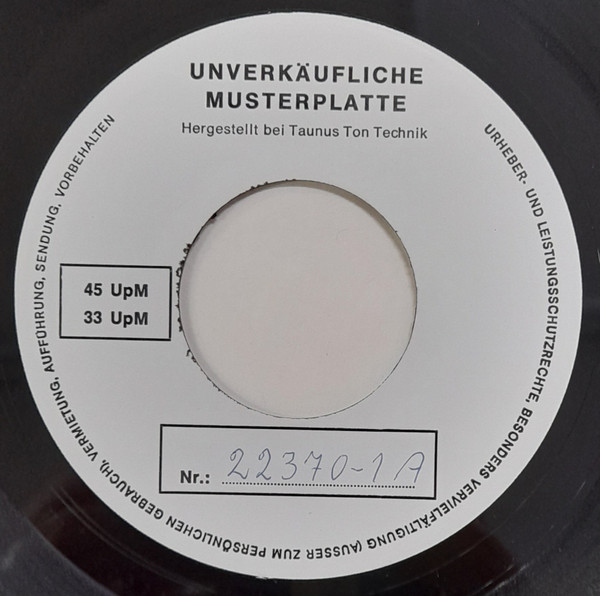 UNVERKÄUFLICHE
MUSTERPLATTE
Hergestellt bei Taunus Ton Technik
URHEBER- UND LEISTUNGSSCHUTZRECHTE, BESONDERS VERVIELFÄLTIGUNG (AUSSER ZUM PERSÖNLICHEN GEBRAUCH), VERMIETUNG, AUFFÜHRUNG, SENDUNG, VORBEHALTEN
45 UpM
33 UpM
Nr.: 22370-1 A